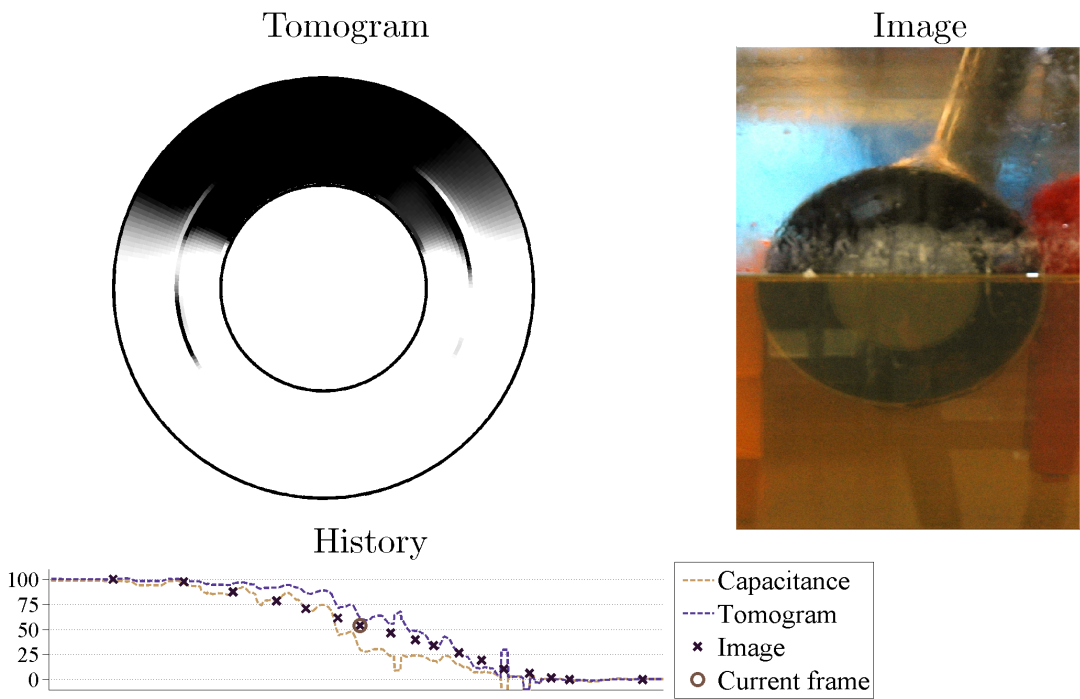 Tomogram
Image
History
100
75
50
25
0
Capacitance
Tomogram
Image
Current frame